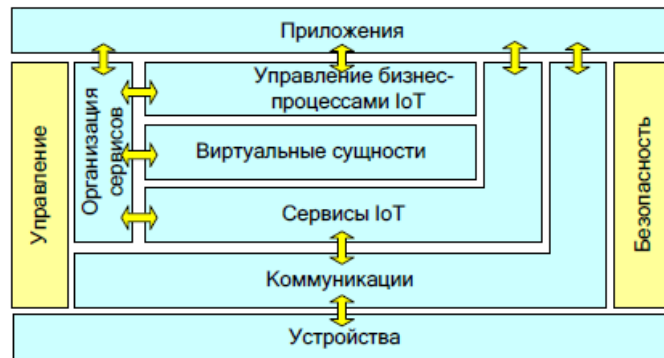 Приложения
Управление
Организация
сервисов
Управление бизнес-
процессами IoT
Виртуальные сущности
Сервисы IoT
Коммуникации
Безопасность
Устройства